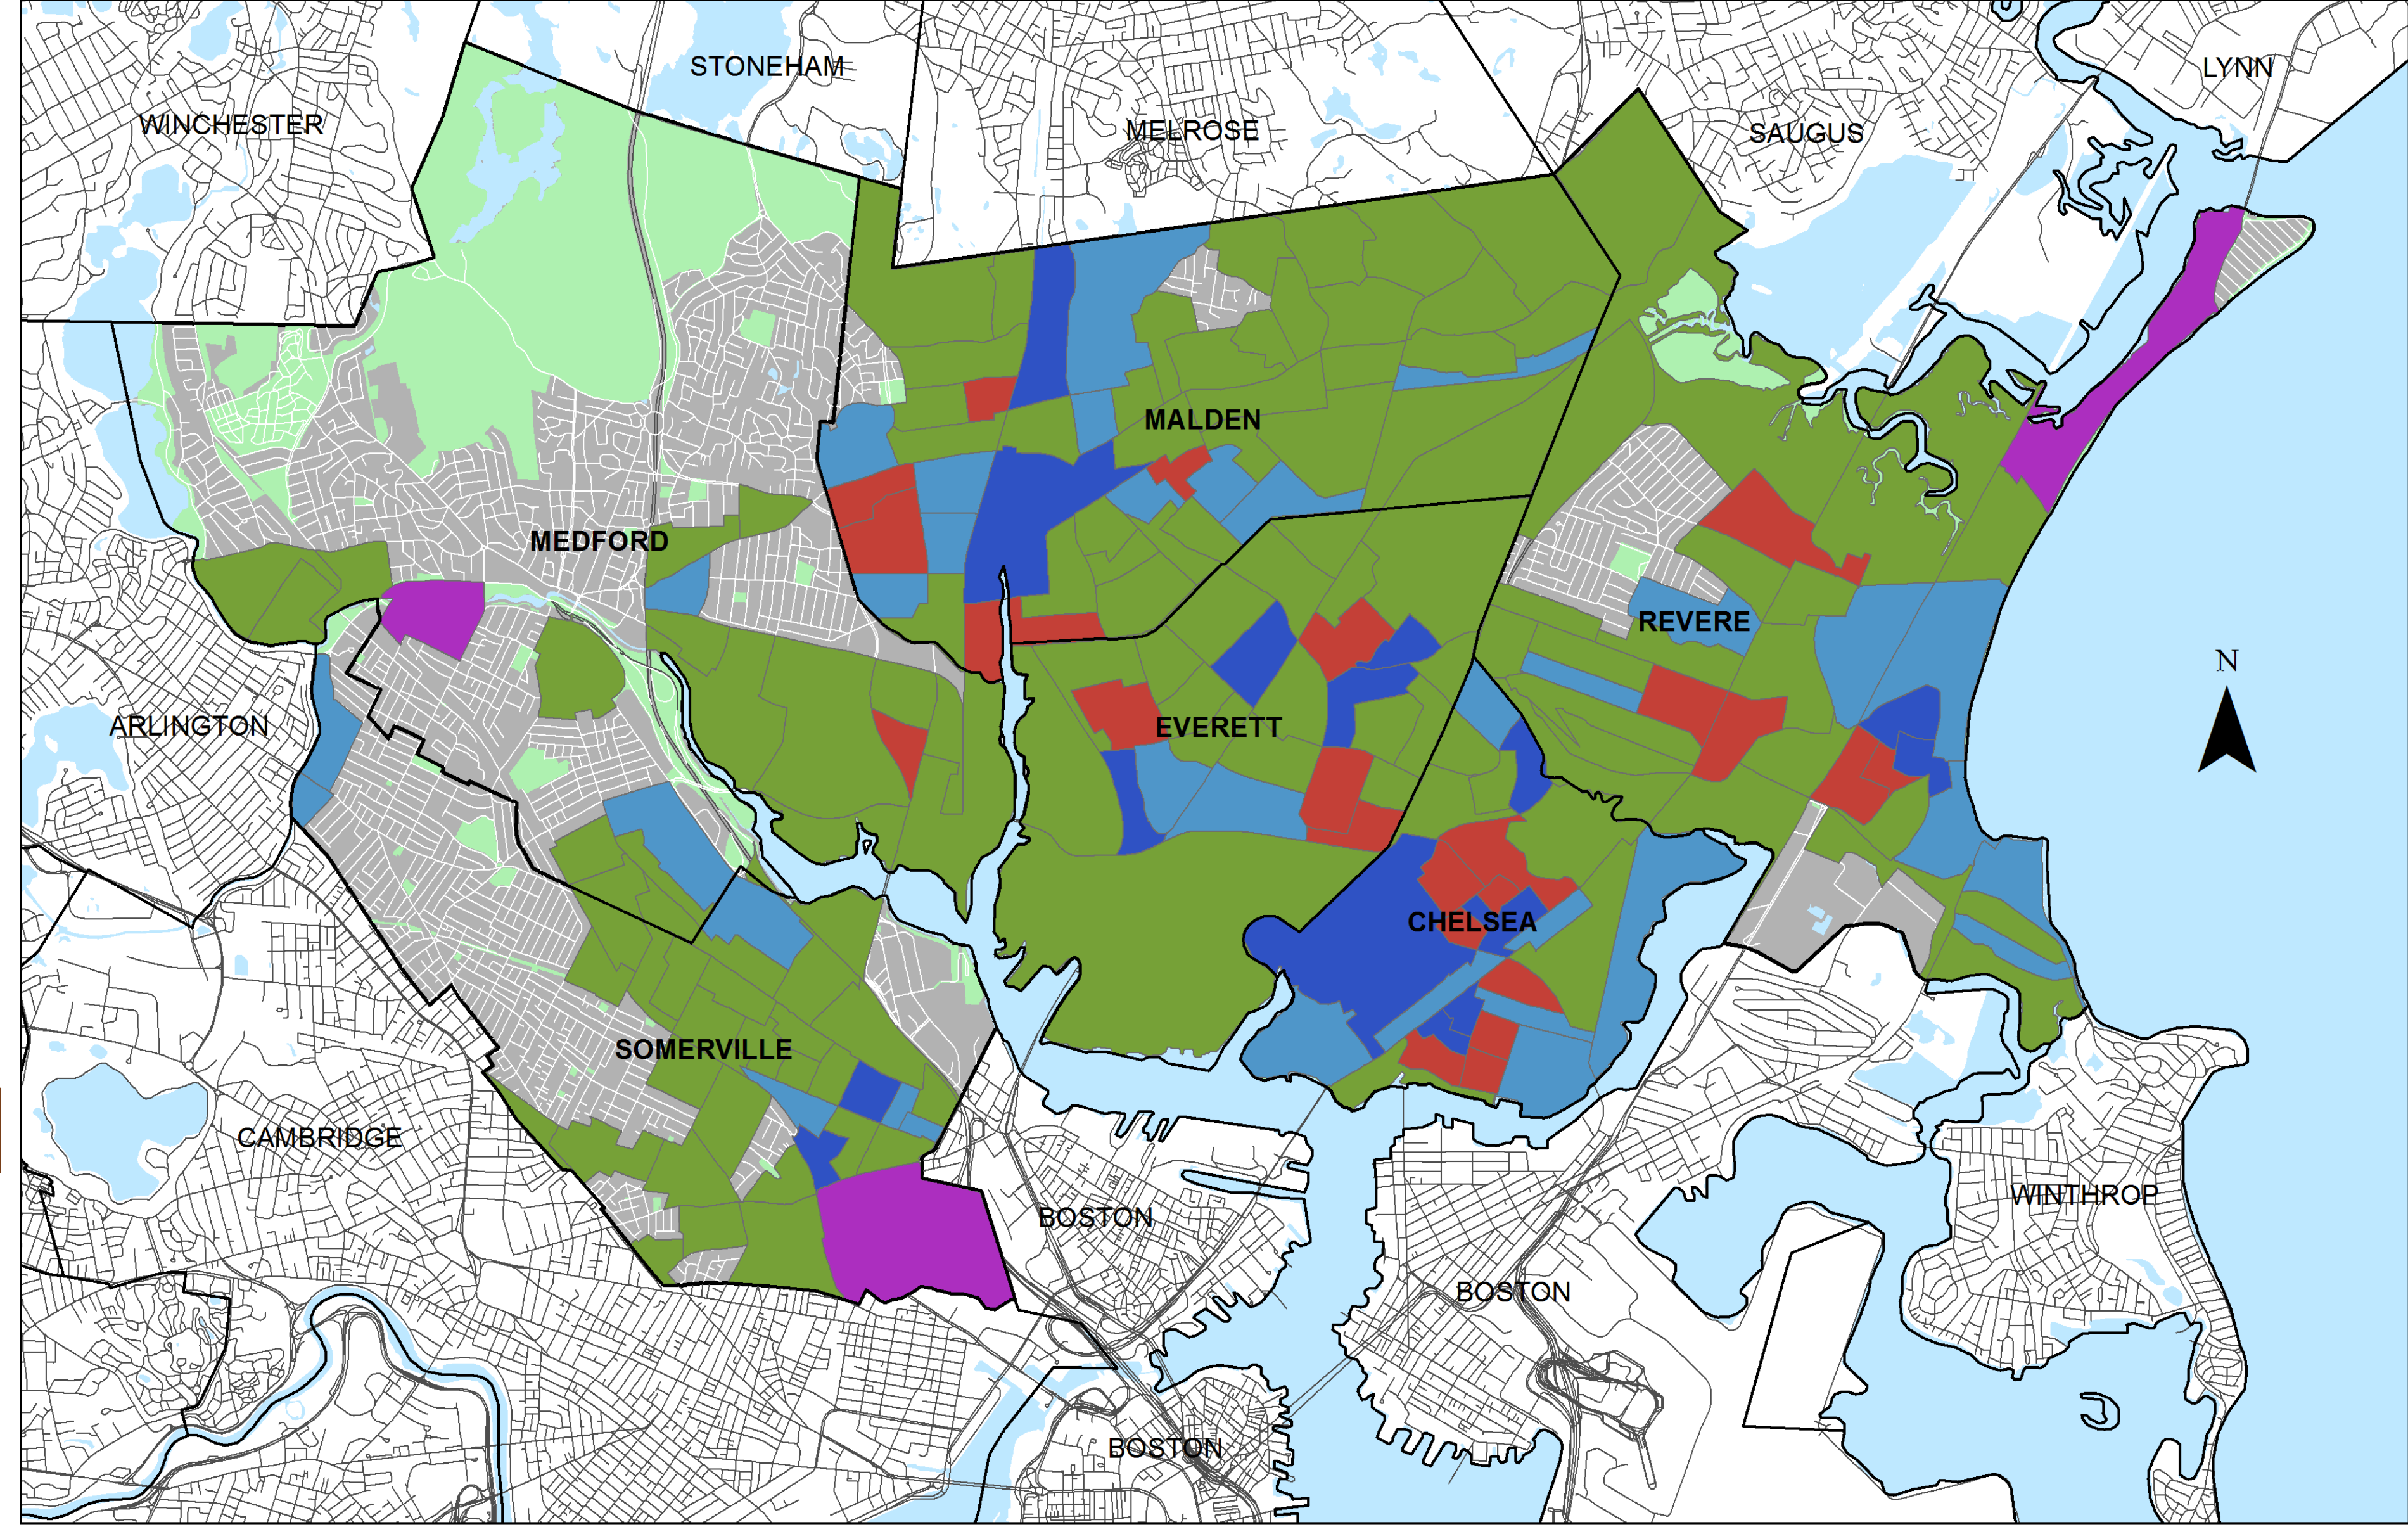 STONEHAM
LYNN
WINCHESTER
MELROSE
SAUGUS
MALDEN
MEDFORD
REVERE
N
ARLINGTON
EVERETT
CHELSEA
SOMERVILLE
CAMBRIDGE
WINTHROP
BOSTON
BOSTON
BOSTON